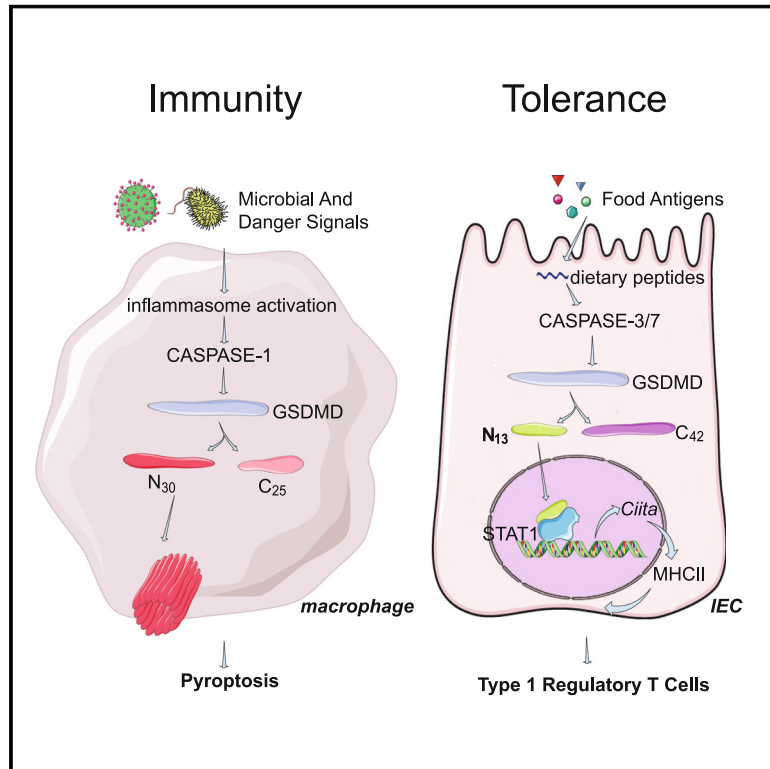 Immunity
Microbial And
Danger Signals
inflammasome activation
CASPASE-1
GSDMD
N30
C25
macrophage
Pyroptosis
Tolerance
Food Antigens
dietary peptides
CASPASE-3/7
GSDMD
N13
C42
STAT1
Ciita
MHCII
IEC
Type 1 Regulatory T Cells